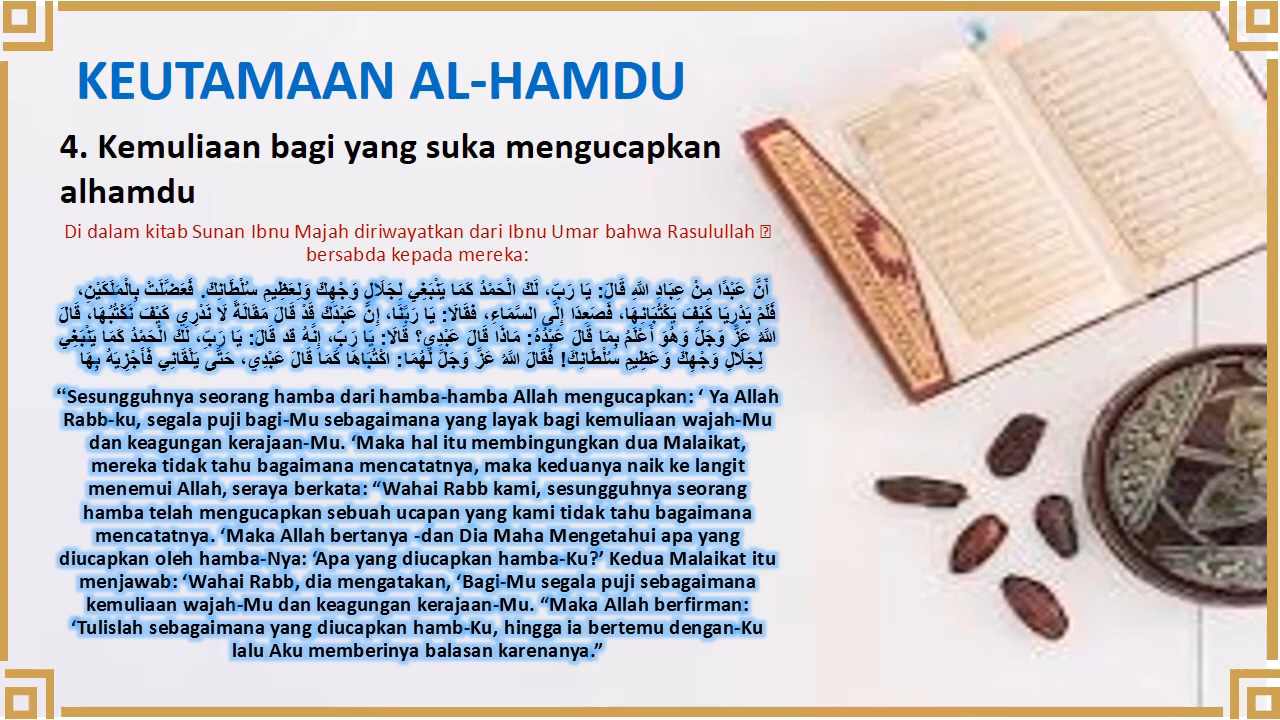 KEUTAMAAN AL-HAMDU
4. Kemuliaan bagi yang suka mengucapkan
alhamdu
Di dalam kitab Sunan Ibnu Majah diriwayatkan dari Ibnu Umar bahwa Rasulullah
bersabda kepada mereka:
أَنَّ عَبْدًا مِنْ عِبَادِ اللهِ قَالَ: يَا رَبِّ، لَكَ الْحَمْدُ كَمَا يَنْبَغِي لِجَلَالِ وَجْهِكَ وَلِعَظِيمِ سُلْطَانِكَ. فَعَضَّلَتْ بِالْمَلَكَيْنِ،
فَلَمْ يَدْرِيَا كَيْفَ يَكْتُبَانِهَا، فَصَعِدَا إِلَى السَّمَاءِ، فَقَالَا: يَا رَبَّنَا، إِنَّ عَبْدَكَ قَدْ قَالَ مَقَالَةً لَا نَدْرِي كَيْفَ نَكْتُبُهَا، قَالَ
اللهُ عَزَّ وَجَلَّ وَهُوَ أَعْلَمُ بِمَا قَالَ عَبْدُهُ: مَاذَا قَالَ عَبْدِي؟ قَالَا: يَا رَبِّ، إِنَّهُ قد قَالَ: يَا رَبِّ، لَكَ الْحَمْدُ كَمَا يَنْبَغِي
لِجَلَالِ وَجْهِكَ وَعَظِيمِ سُلْطَانِكَ! فَقَالَ اللهُ عَزَّ وَجَلَّ لَهُمَا: اكْتُبَاهَا كَمَا قَالَ عَبْدِي، حَتَّى يَلْقَانِي فَأَجْزِيَهُ بِهَا
“Sesungguhnya seorang hamba dari hamba-hamba Allah mengucapkan: ‘ Ya Allah
Rabb-ku, segala puji bagi-Mu sebagaimana yang layak bagi kemuliaan wajah-Mu
dan keagungan kerajaan-Mu. ‘Maka hal itu membingungkan dua Malaikat,
mereka tidak tahu bagaimana mencatatnya, maka keduanya naik ke langit
menemui Allah, seraya berkata: “Wahai Rabb kami, sesungguhnya seorang
hamba telah mengucapkan sebuah ucapan yang kami tidak tahu bagaimana
mencatatnya. ‘Maka Allah bertanya -dan Dia Maha Mengetahui apa yang
diucapkan oleh hamba-Nya: ‘Apa yang diucapkan hamba-Ku?’ Kedua Malaikat itu
menjawab: ‘Wahai Rabb, dia mengatakan, ‘Bagi-Mu segala puji sebagaimana
kemuliaan wajah-Mu dan keagungan kerajaan-Mu. “Maka Allah berfirman:
‘Tulislah sebagaimana yang diucapkan hamb-Ku, hingga ia bertemu dengan-Ku
lalu Aku memberinya balasan karenanya.”